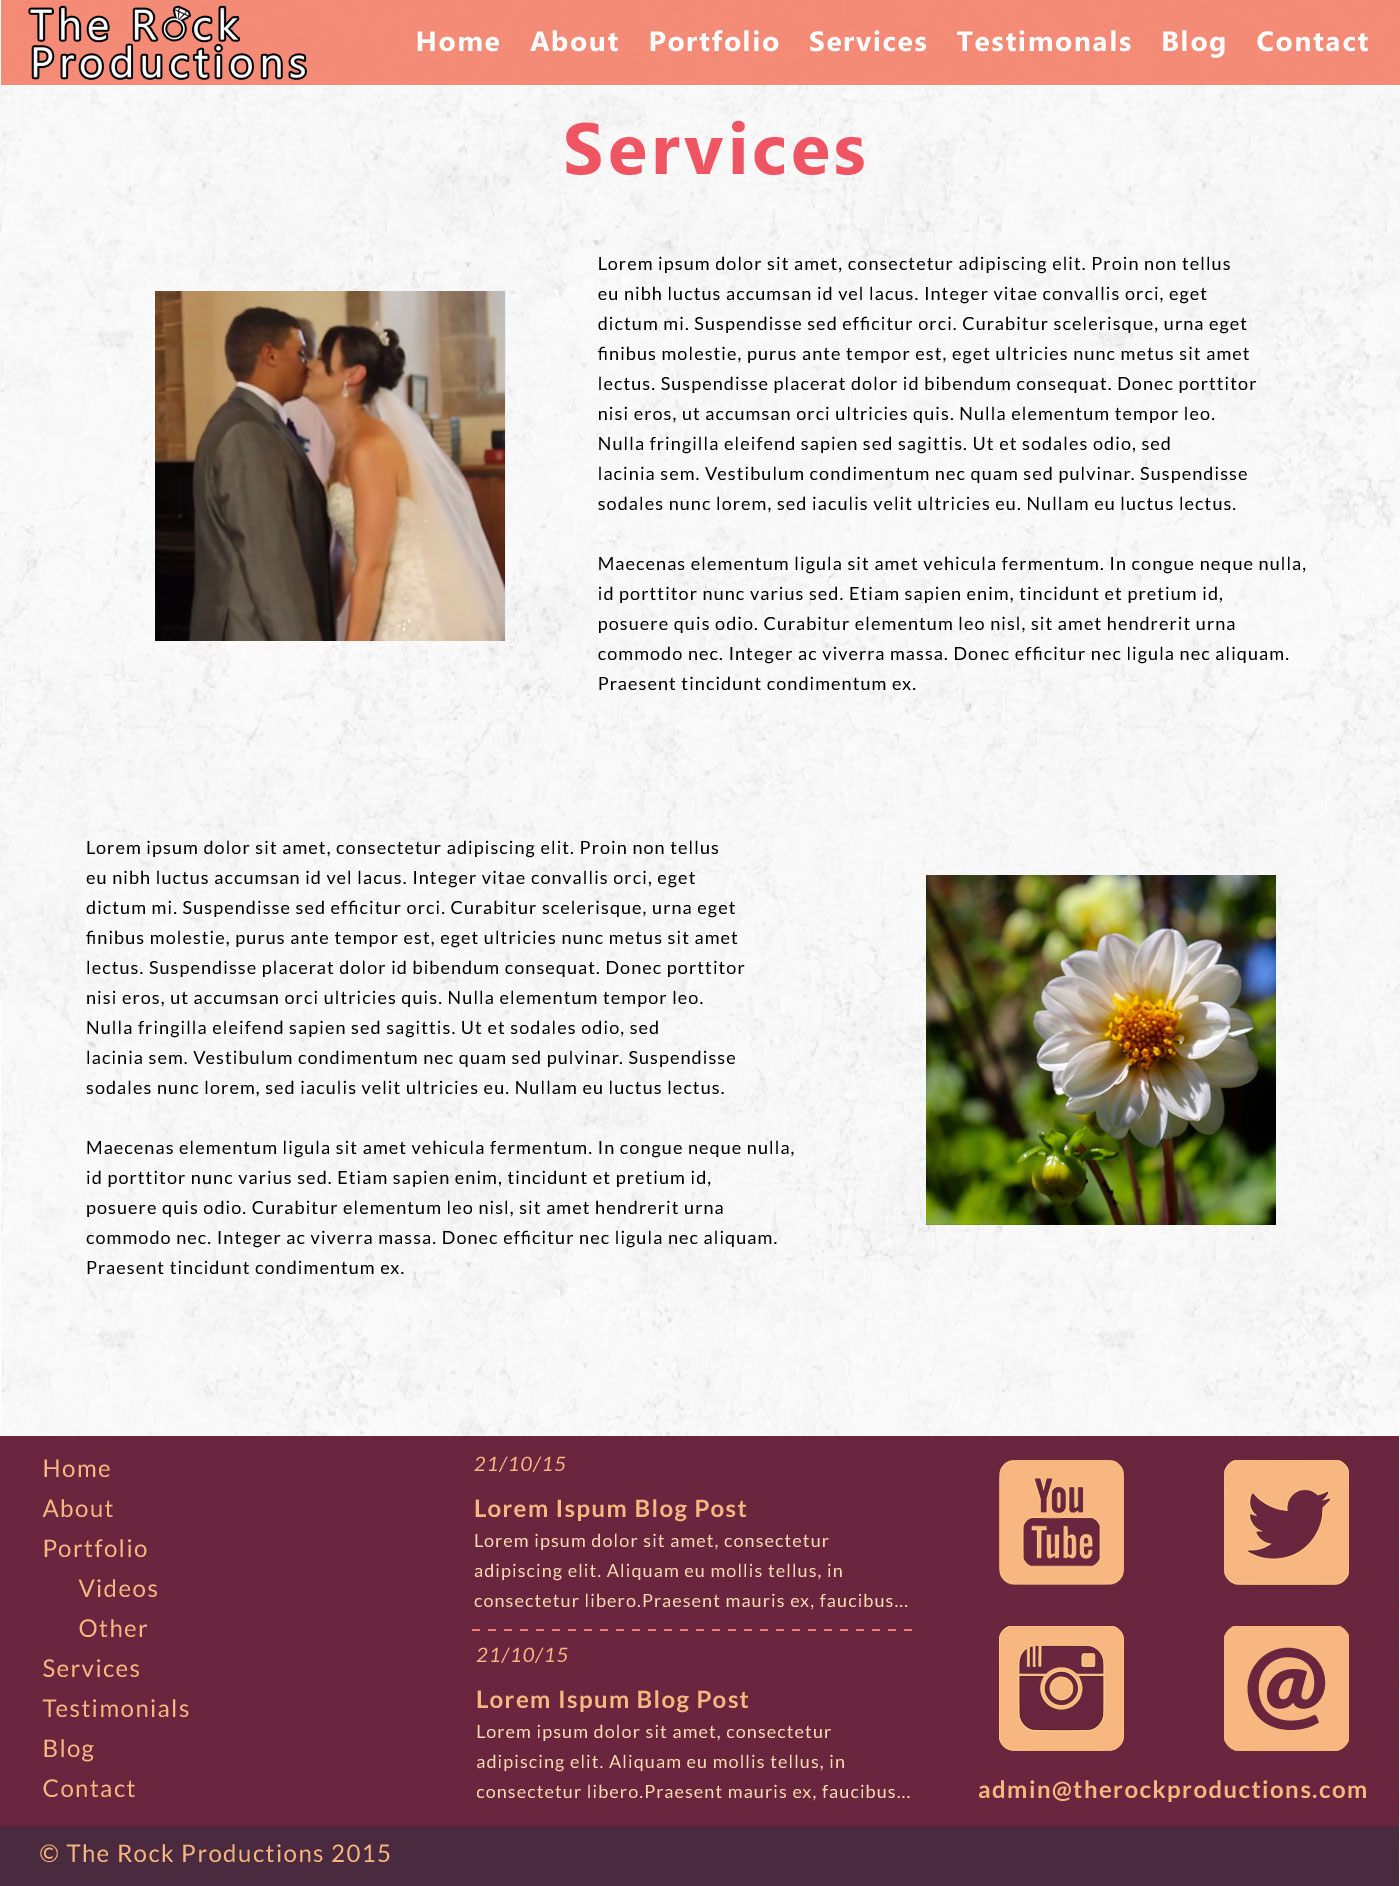 The Rock
Productions
Home About Portfolio Services Testimonals Blog Contact
Services
Lorem ipsum dolor sit amet, consectetur adipiscing elit. Proin non tellus
eu nibh luctus accumsan id vel lacus. Integer vitae convallis orci, eget
dictum mi. Suspendisse sed efficitur orci. Curabitur scelerisque, urna eget
finibus molestie, purus ante tempor est, eget ultricies nunc metus sit amet
lectus. Suspendisse placerat dolor id bibendum consequat. Donec porttitor
nisi eros, ut accumsan orci ultricies quis. Nulla elementum tempor leo.
Nulla fringilla eleifend sapien sed sagittis. Ut et sodales odio, sed
lacinia sem. Vestibulum condimentum nec quam sed pulvinar. Suspendisse
sodales nunc lorem, sed iaculis velit ultricies eu. Nullam eu luctus lectus.
Maecenas elementum ligula sit amet vehicula fermentum. In congue neque nulla,
id porttitor nunc varius sed. Etiam sapien enim, tincidunt et pretium id,
posuere quis odio. Curabitur elementum leo nisl, sit amet hendrerit urna
commodo nec. Integer ac viverra massa. Donec efficitur nec ligula nec aliquam.
Praesent tincidunt condimentum ex.
Lorem ipsum dolor sit amet, consectetur adipiscing elit. Proin non tellus
eu nibh luctus accumsan id vel lacus. Integer vitae convallis orci, eget
dictum mi. Suspendisse sed efficitur orci. Curabitur scelerisque, urna eget
finibus molestie, purus ante tempor est, eget ultricies nunc metus sit amet
lectus. Suspendisse placerat dolor id bibendum consequat. Donec porttitor
nisi eros, ut accumsan orci ultricies quis. Nulla elementum tempor leo.
Nulla fringilla eleifend sapien sed sagittis. Ut et sodales odio, sed
lacinia sem. Vestibulum condimentum nec quam sed pulvinar. Suspendisse
sodales nunc lorem, sed iaculis velit ultricies eu. Nullam eu luctus lectus.
Maecenas elementum ligula sit amet vehicula fermentum. In congue neque nulla,
id porttitor nunc varius sed. Etiam sapien enim, tincidunt et pretium id,
posuere quis odio. Curabitur elementum leo nisl, sit amet hendrerit urna
commodo nec. Integer ac viverra massa. Donec efficitur nec ligula nec aliquam.
Praesent tincidunt condimentum ex.
Home
About
Portfolio
Videos
Other
Services
Testimonials
Blog
Contact
21/10/15
Lorem Ispum Blog Post
Lorem ipsum dolor sit amet, consectetur
adipiscing elit. Aliquam eu mollis tellus, in
consectetur libero.Praesent mauris ex, faucibus...
21/10/15
Lorem Ispum Blog Post
Lorem ipsum dolor sit amet, consectetur
adipiscing elit. Aliquam eu mollis tellus, in
consectetur libero.Praesent mauris ex, faucibus...
You
Tube
@
admin@therockproductions.com
© The Rock Productions 2015